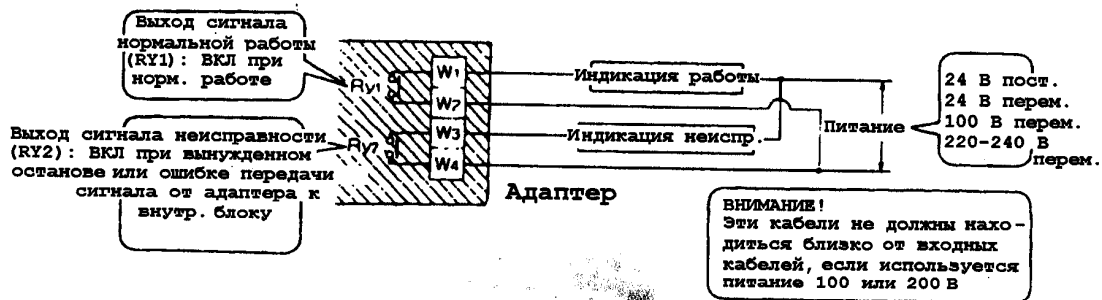 Выход сигнала
нормальной работы
(RY1): ВКЛ при
норм. работе
Выход сигнала неисправности
(RY2): ВКЛ при вынужденном
останове или ошибке передачи
сигнала от адаптера к
внутр. блоку
Ry1
Ry2
W1
W2
W3
W4
Адаптер
Индикация работы
Индикация неиспр.
Питание
24 В пост.
24 В перем.
100 В перем.
220-240 В
перем.
ВНИМАНИЕ!
Эти кабели не должны нахо-
диться близко от входных
кабелей, если используется
питание 100 или 200 В